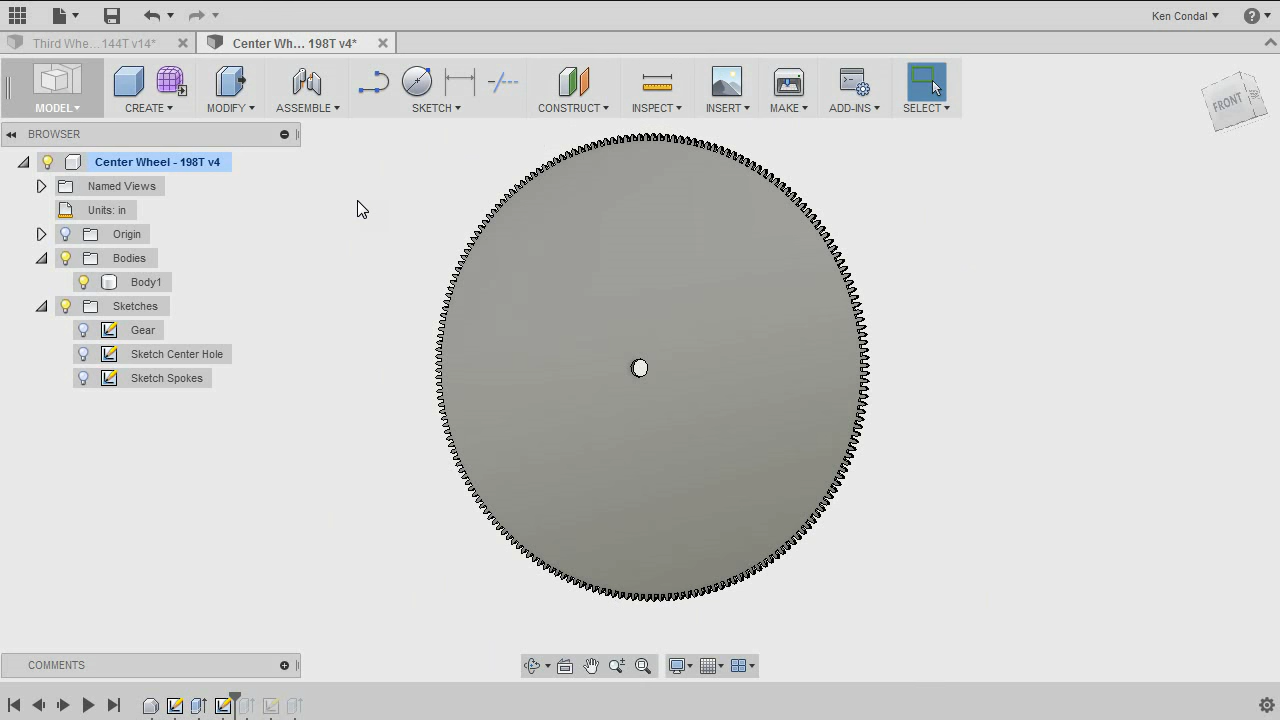 Ken Condal
Third Whe...144T v14*
Center Wh... 198T v4*
MODEL
CREATE
MODIFY
ASSEMBLE
SKETCH
CONSTRUCT
INSPECT
INSERT
MAKE
ADD-INS
SELECT
FRONT
BROWSER
Center Wheel - 198T v4
Named Views
Units: in
Origin
Bodies
Body1
Sketches
Gear
Sketch Center Hole
Sketch Spokes
COMMENTS